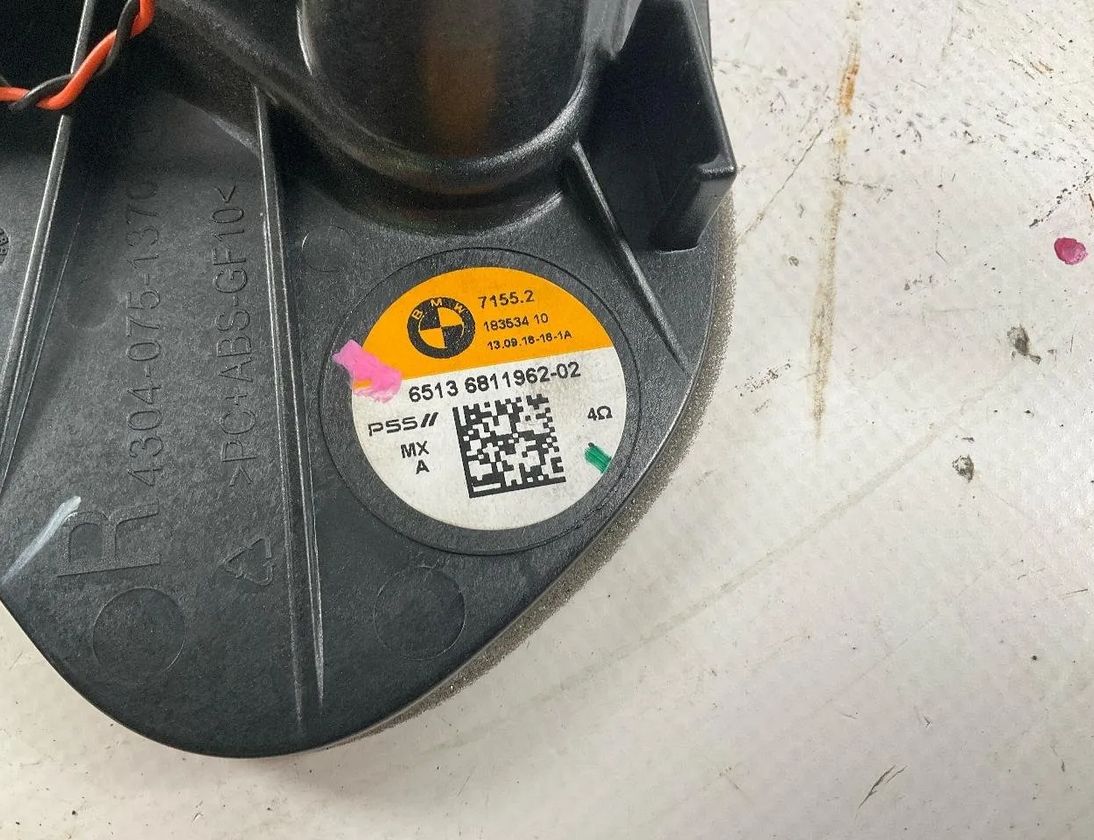 BMW
7155.2
183534 10
13.09.18-18-1A
6513 6811962-02
PSS//
4Ω
MX
A
R 4304-075-1370
>PC+ABS-GF10<